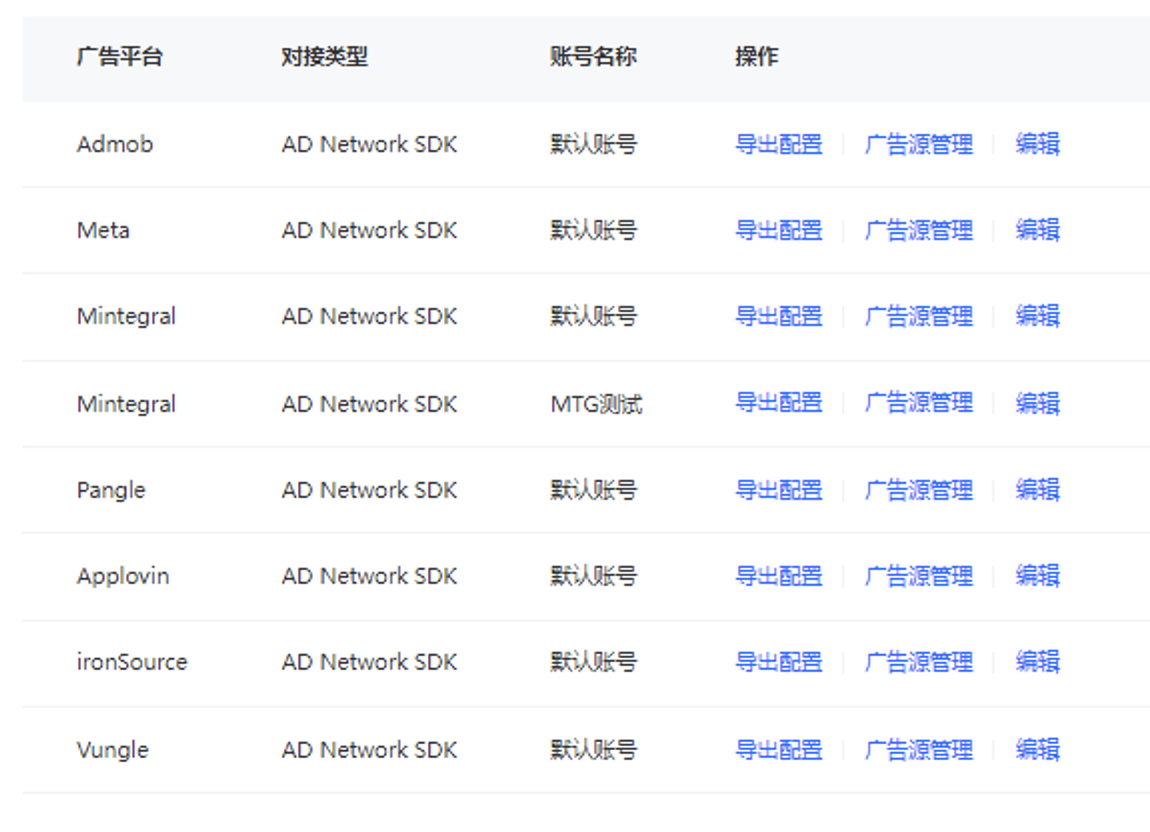 广告平台 对接类型 账号名称 操作
Admob AD Network SDK 默认账号 导出配置 广告源管理 编辑
Meta AD Network SDK 默认账号 导出配置 广告源管理 编辑
Mintegral AD Network SDK 默认账号 导出配置 广告源管理 编辑
Mintegral AD Network SDK MTG测试 导出配置 广告源管理 编辑
Pangle AD Network SDK 默认账号 导出配置 广告源管理 编辑
Applovin AD Network SDK 默认账号 导出配置 广告源管理 编辑
ironSource AD Network SDK 默认账号 导出配置 广告源管理 编辑
Vungle AD Network SDK 默认账号 导出配置 广告源管理 编辑